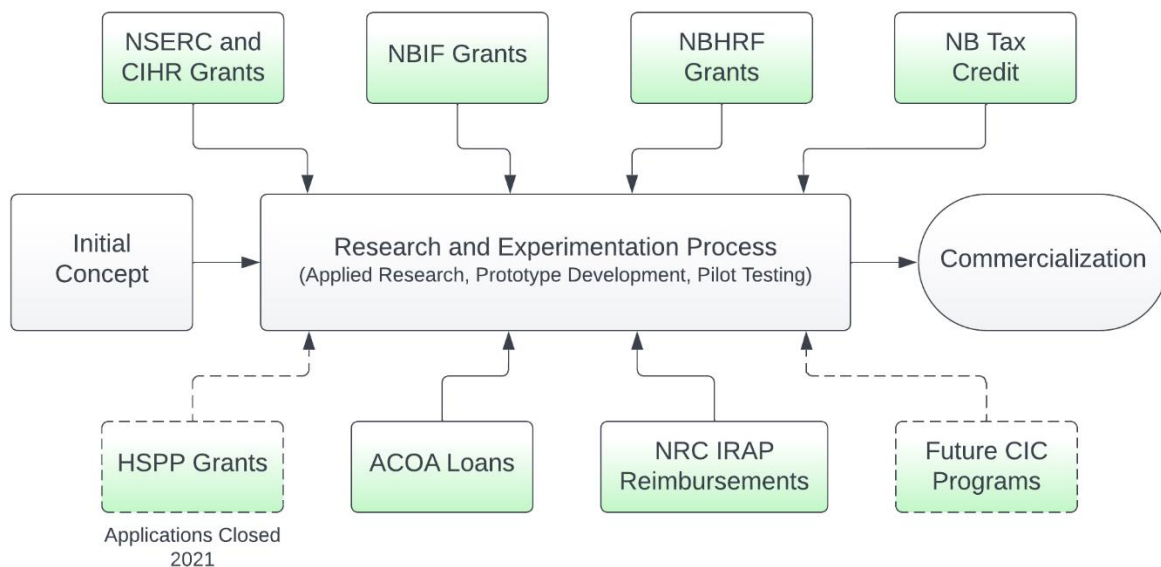 NSERC and
CIHR Grants
NBIF Grants
NBHRF
Grants
NB Tax
Credit
Initial
Concept
Research and Experimentation Process
(Applied Research, Prototype Development, Pilot Testing)
Commercialization
HSPP Grants
Applications Closed
2021
ACOA Loans
NRC IRAP
Reimbursements
Future CIC
Programs